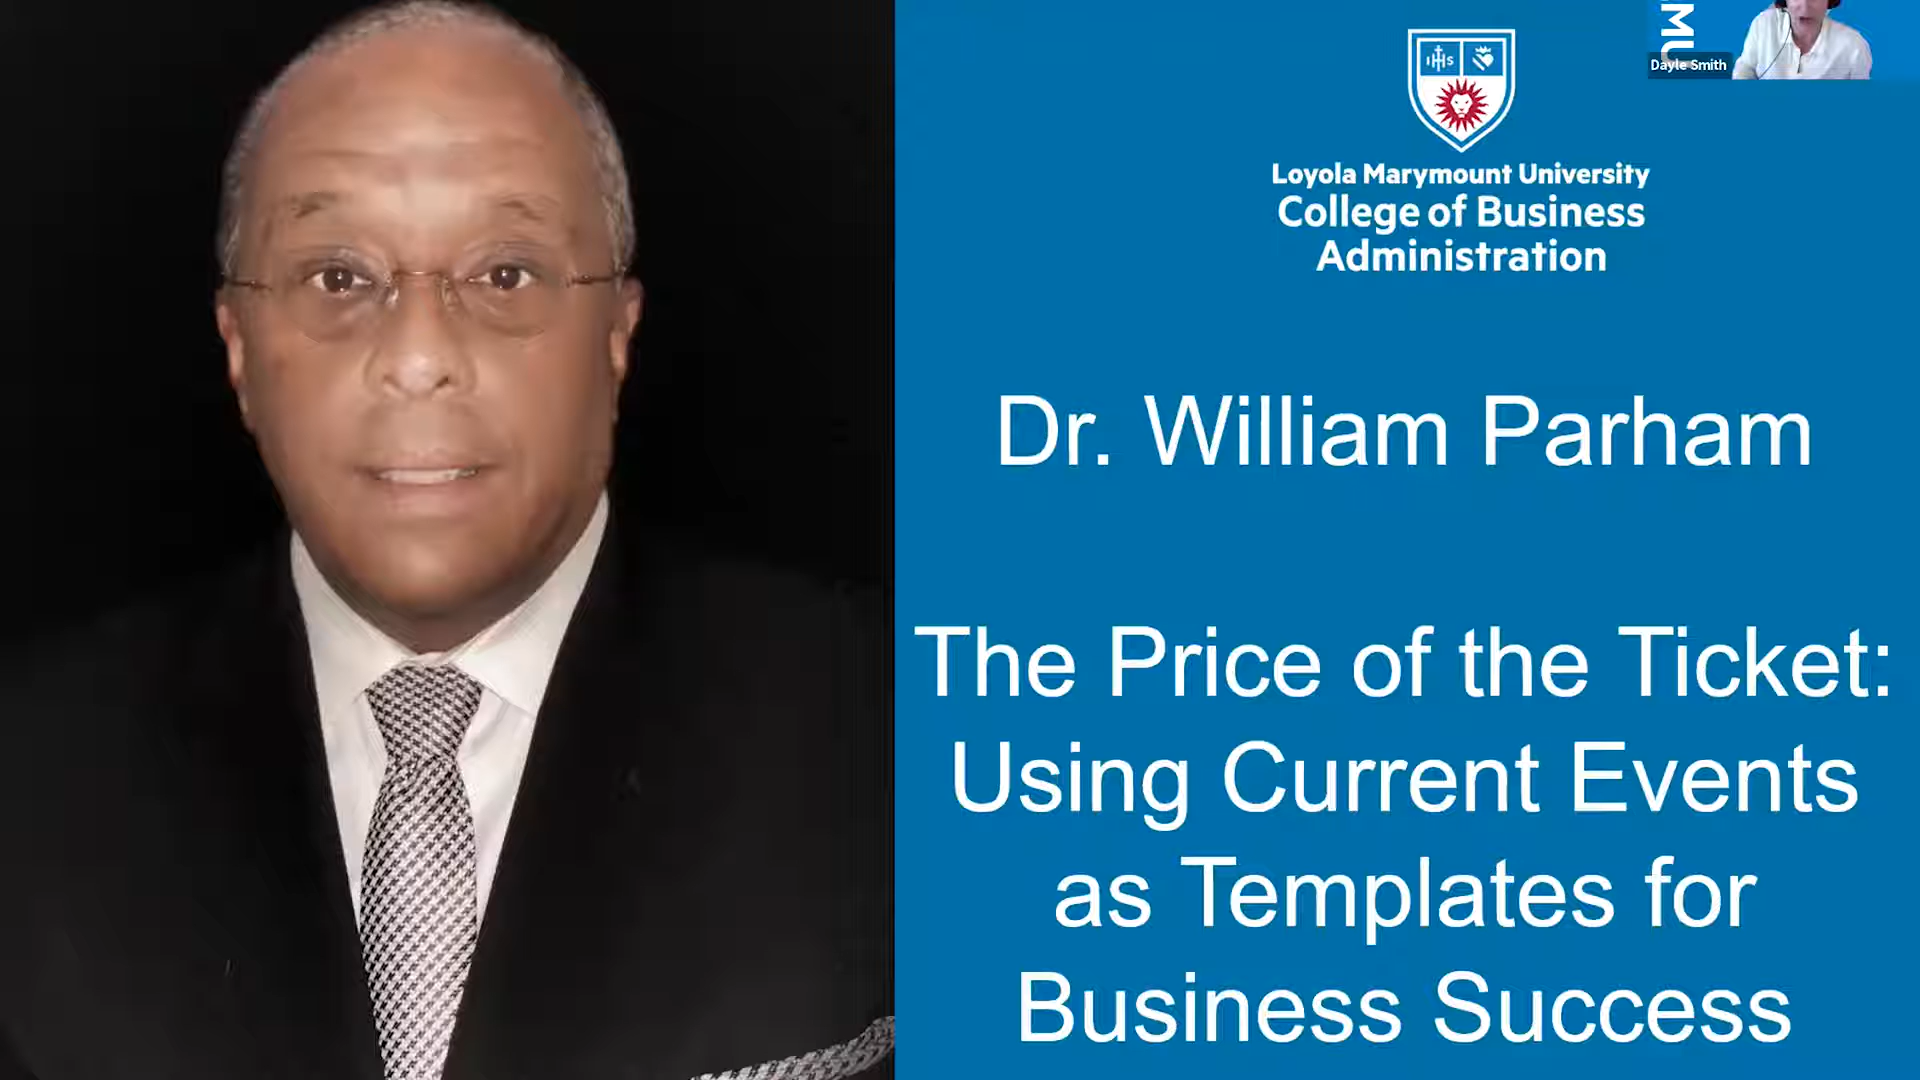 MU
Dayle Smith
IHS
Loyola Marymount University
College of Business
Administration
Dr. William Parham
The Price of the Ticket:
Using Current Events
as Templates for
Business Success